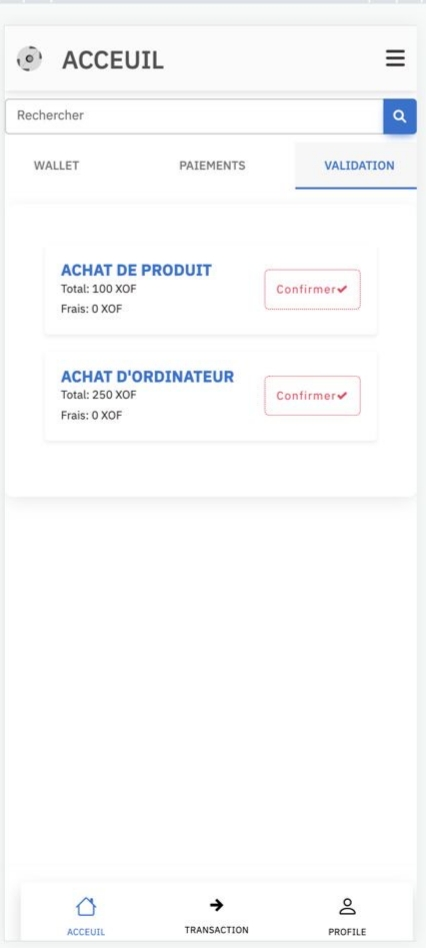 ACCEUIL
Rechercher
WALLET PAIEMENTS VALIDATION
ACHAT DE PRODUIT
Total: 100 XOF
Confirmer✔
Frais: 0 XOF
ACHAT D'ORDINATEUR
Total: 250 XOF
Confirmer✔
Frais: 0 XOF
ACCEUIL TRANSACTION PROFILE